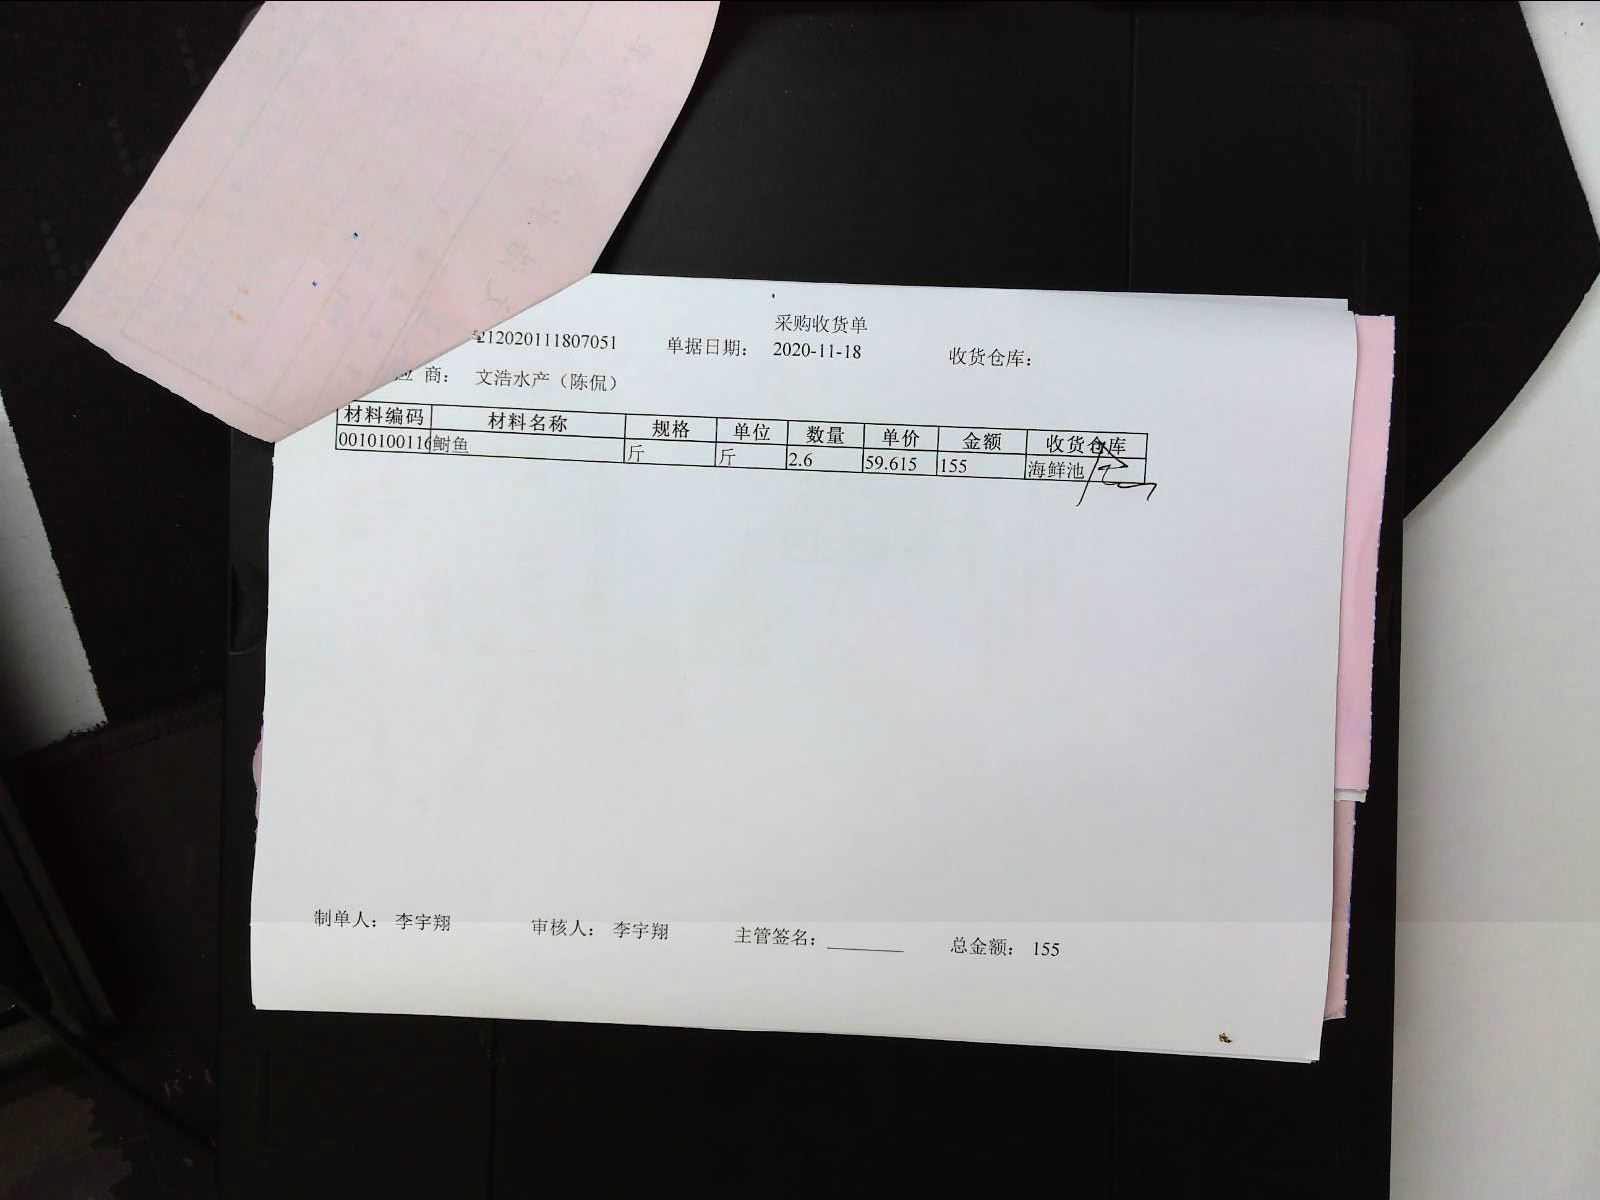 采购收货单
212020111807051 单据日期: 2020-11-18 收货仓库:
应 商: 文浩水产（陈侃）
材料编码 材料名称 规格 单位 数量 单价 金额 收货仓库
0010100116 鲥鱼 斤 斤 2.6 59.615 155 海鲜池
制单人: 李宇翔 审核人: 李宇翔 主管签名: ________ 总金额: 155